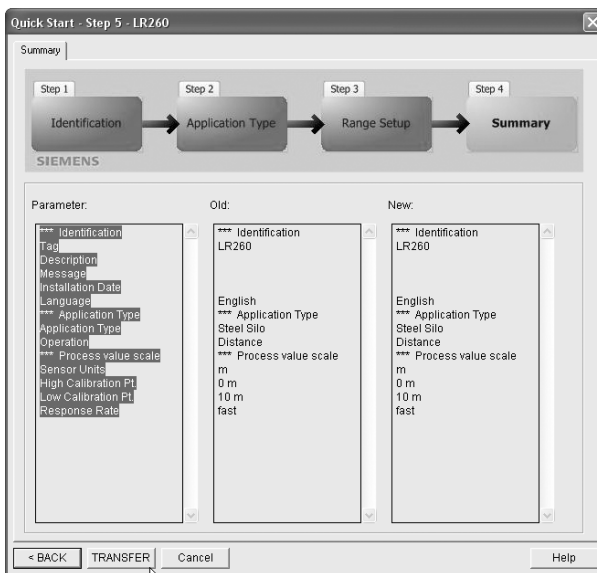 Quick Start - Step 5 - LR260
Summary
Step 1
Step 2
Step 3
Step 4
Identification
Application Type
Range Setup
Summary
SIEMENS
Parameter:
*** Identification
Tag
Description
Message
Installation Date
Language
*** Application Type
Application Type
Operation
*** Process value scale
Sensor Units
High Calibration Pt.
Low Calibration Pt.
Response Rate
Old:
*** Identification
LR260
English
*** Application Type
Steel Silo
Distance
*** Process value scale
m
0 m
10 m
fast
New:
*** Identification
LR260
English
*** Application Type
Steel Silo
Distance
*** Process value scale
m
0 m
10 m
fast
< BACK
TRANSFER
Cancel
Help